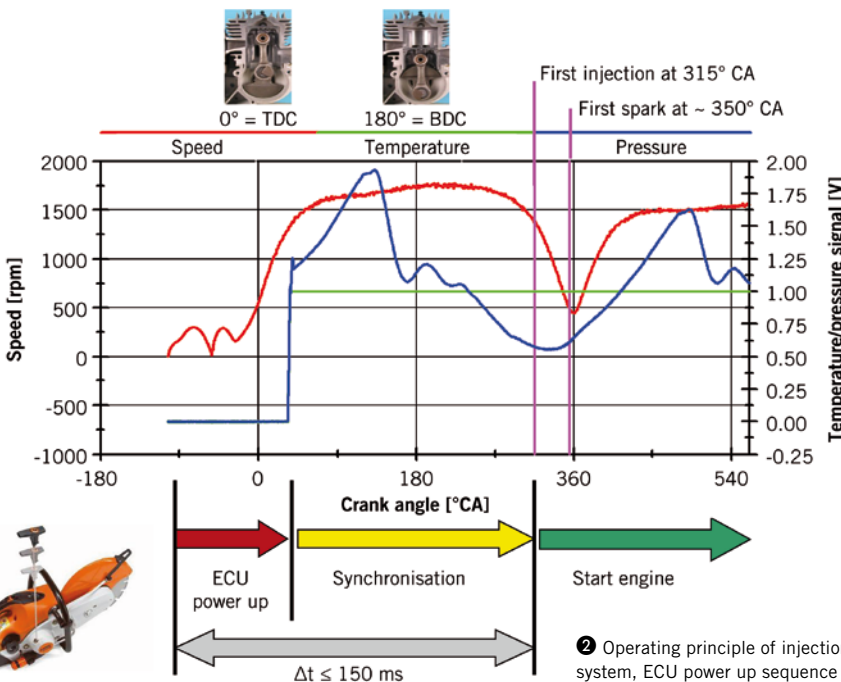 First injection at 315° CA
First spark at ~ 350° CA
0° = TDC
180° = BDC
Speed
Temperature
Pressure
2000
1500
1000
500
0
-500
-1000
Speed [rpm]
2.00
1.75
1.50
1.25
1.00
0.75
0.50
0.25
0.00
-0.25
Temperature/pressure signal [V
-180
0
180
360
540
Crank angle [°CA]
ECU
power up
Synchronisation
Start engine
Δt ≤ 150 ms
❷ Operating principle of injectio
system, ECU power up sequence